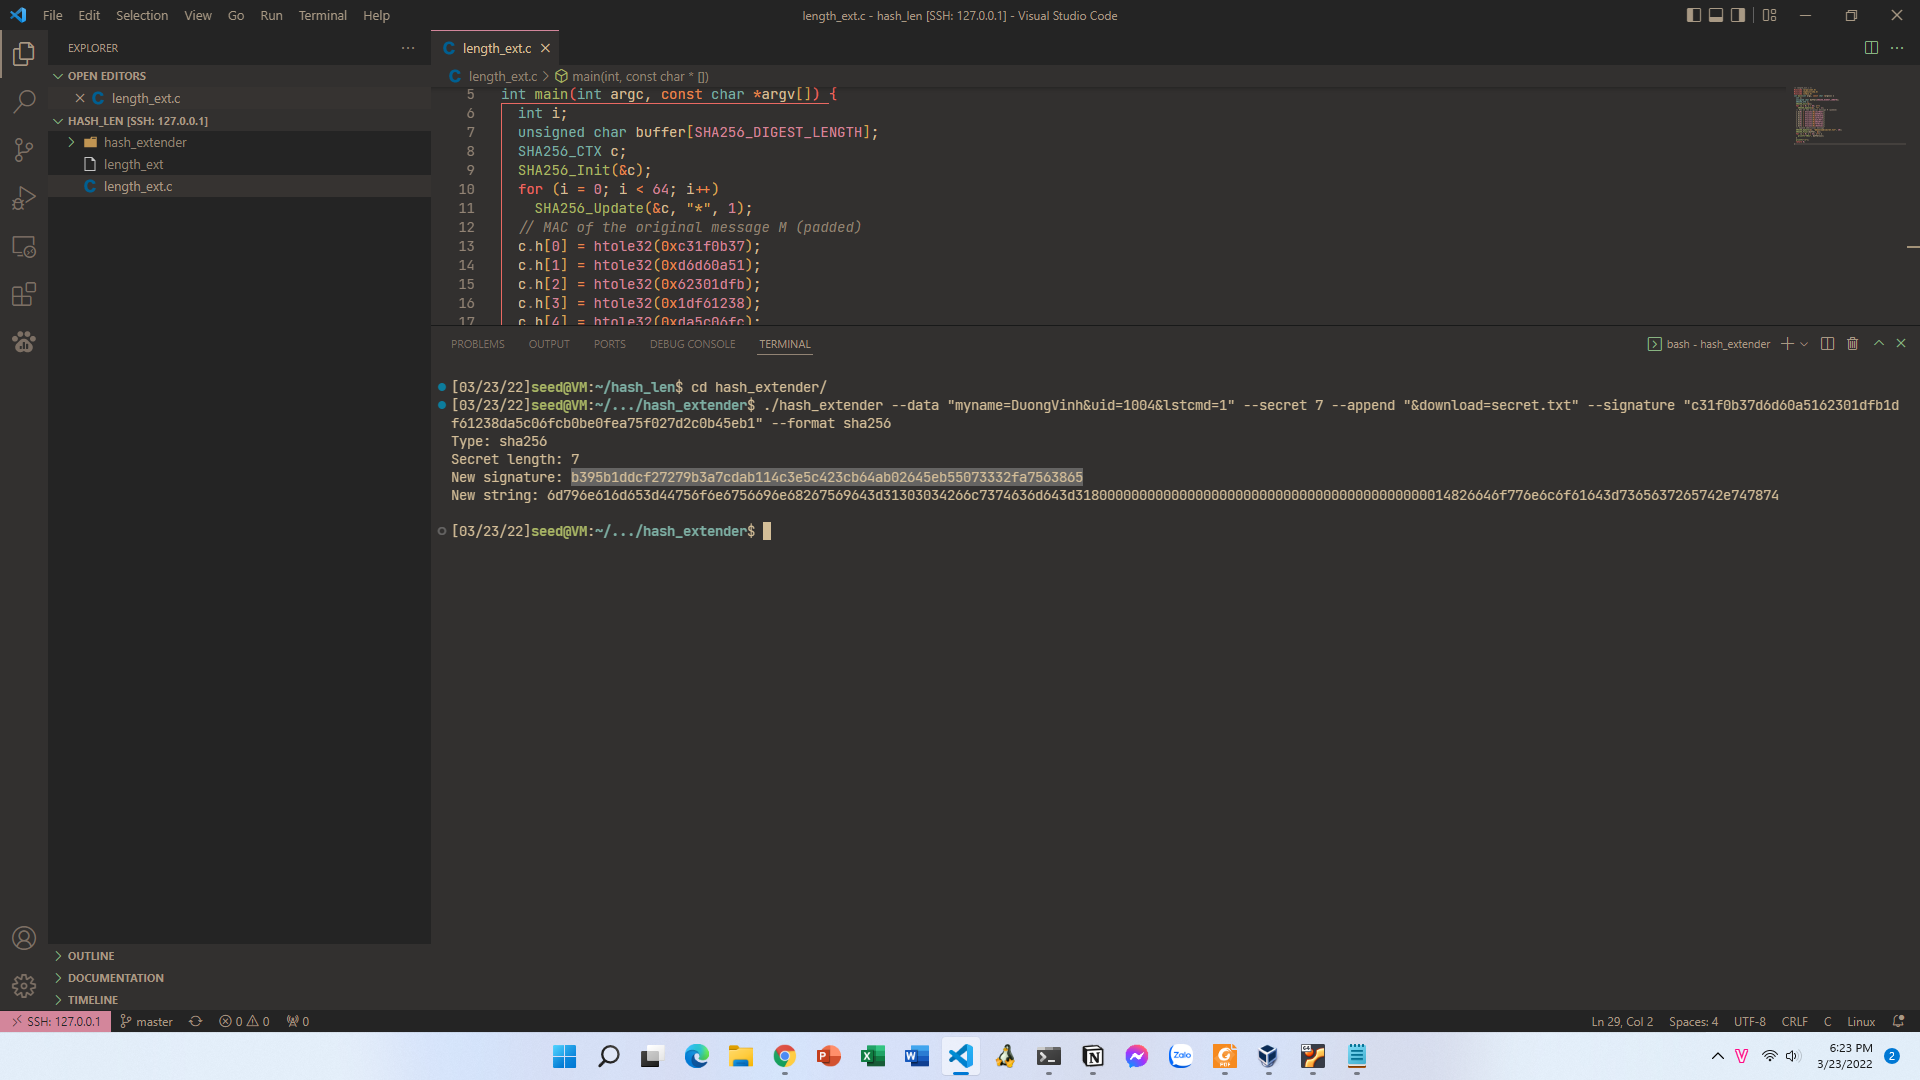 File Edit Selection View Go Run Terminal Help
length_ext.c - hash_len [SSH: 127.0.0.1] - Visual Studio Code
EXPLORER
OPEN EDITORS
length_ext.c
HASH_LEN [SSH: 127.0.0.1]
hash_extender
length_ext
length_ext.c
OUTLINE
DOCUMENTATION
TIMELINE
length_ext.c
length_ext.c > main(int, const char * [])
5 int main(int argc, const char *argv[]) {
6 int i;
7 unsigned char buffer[SHA256_DIGEST_LENGTH];
8 SHA256_CTX c;
9 SHA256_Init(&c);
10 for (i = 0; i < 64; i++)
11 SHA256_Update(&c, "*", 1);
12 // MAC of the original message M (padded)
13 c.h[0] = htole32(0xc31f0b37);
14 c.h[1] = htole32(0xd6d60a51);
15 c.h[2] = htole32(0x62301dfb);
16 c.h[3] = htole32(0x1df61238);
17 c.h[4] = htole32(0xda5c06fc);
PROBLEMS OUTPUT PORTS DEBUG CONSOLE TERMINAL
bash - hash_extender
[03/23/22]seed@VM:~/hash_len$ cd hash_extender/
[03/23/22]seed@VM:~/.../hash_extender$ ./hash_extender --data "myname=DuongVinh&uid=1004&lstcmd=1" --secret 7 --append "&download=secret.txt" --signature "c31f0b37d6d60a5162301dfb1d
f61238da5c06fcb0be0fea75f027d2c0b45eb1" --format sha256
Type: sha256
Secret length: 7
New signature: b395b1ddcf27279b3a7cdab114c3e5c423cb64ab02645eb55073332fa7563865
[03/23/22]seed@VM:~/.../hash_extender$
SSH: 127.0.0.1 master 0 0 0
Ln 29, Col 2 Spaces: 4 UTF-8 CRLF C Linux
6:23 PM
3/23/2022
2